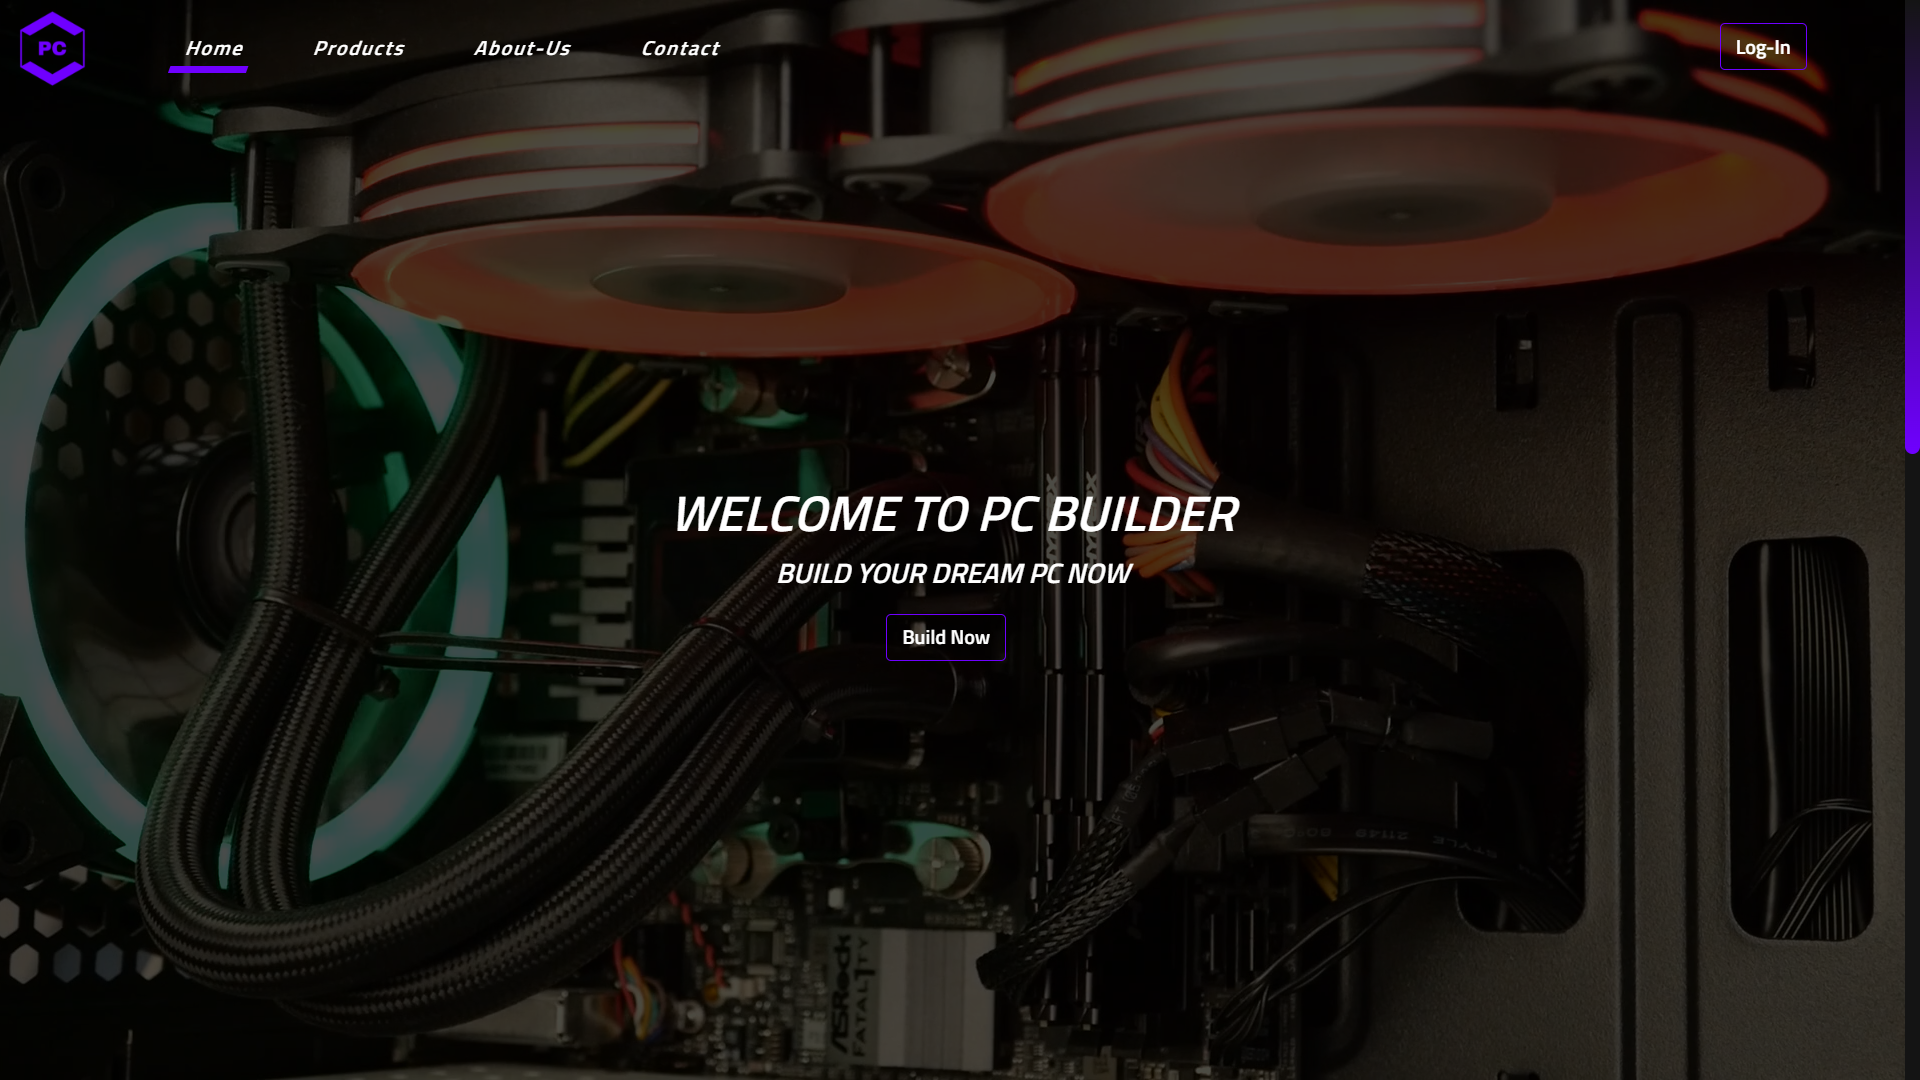 PC
Home
Products
About-Us
Contact
Log-In
WELCOME TO PC BUILDER
BUILD YOUR DREAM PC NOW
Build Now
STYLE
ASRock
FATAL1TY